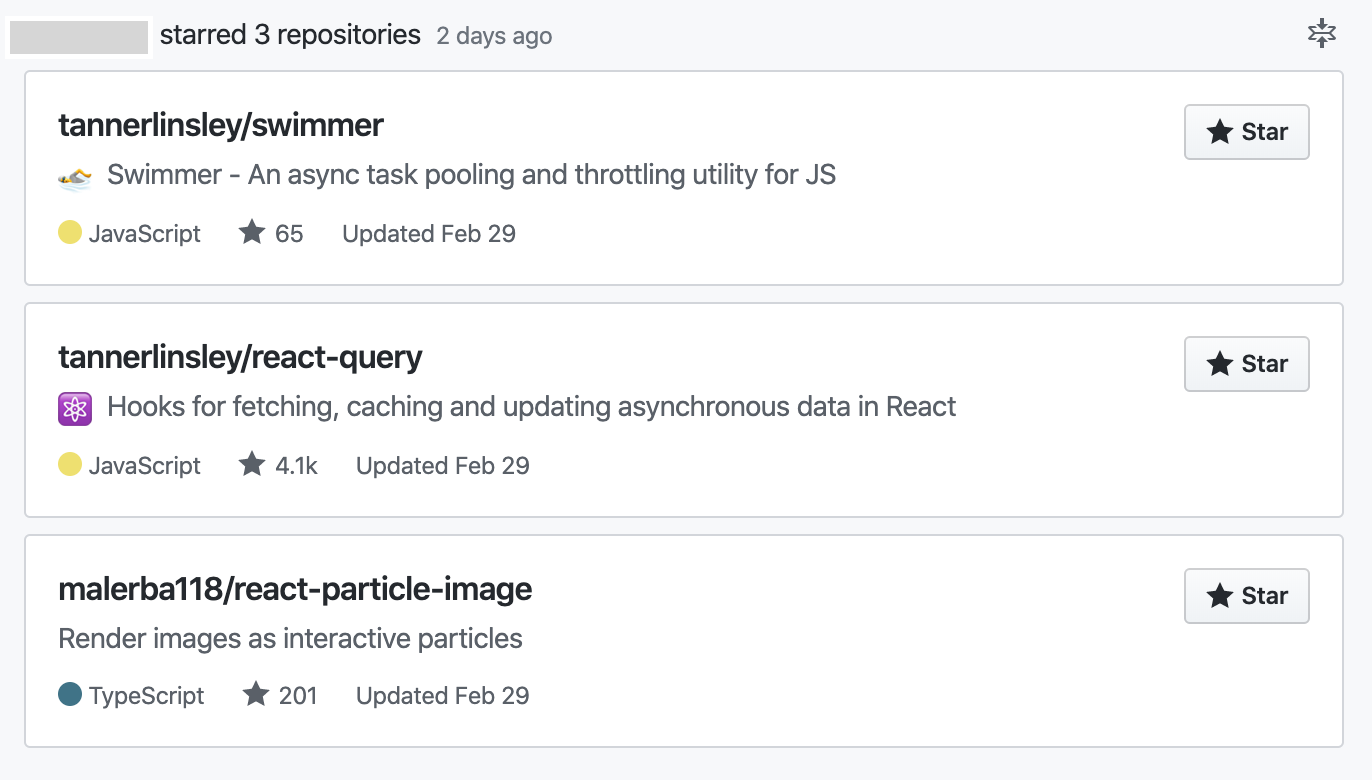 starred 3 repositories 2 days ago
tannerlinsley/swimmer
Star
Swimmer - An async task pooling and throttling utility for JS
JavaScript 65 Updated Feb 29
tannerlinsley/react-query
Star
Hooks for fetching, caching and updating asynchronous data in React
JavaScript 4.1k Updated Feb 29
malerba118/react-particle-image
Star
Render images as interactive particles
TypeScript 201 Updated Feb 29